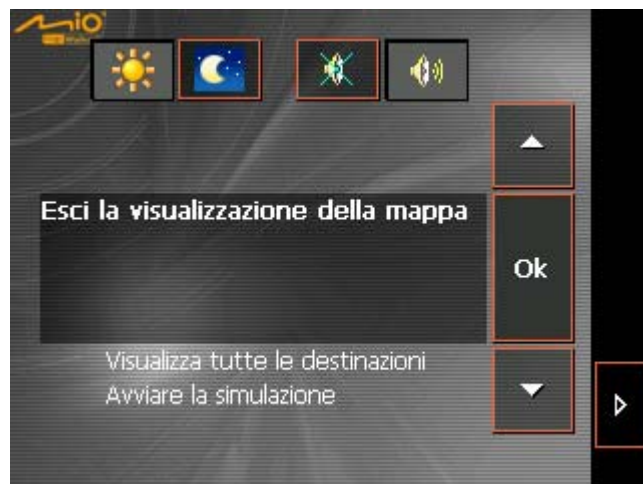 Mio
Esci la visualizzazione della mappa
Ok
Visualizza tutte le destinazioni
Avviare la simulazione